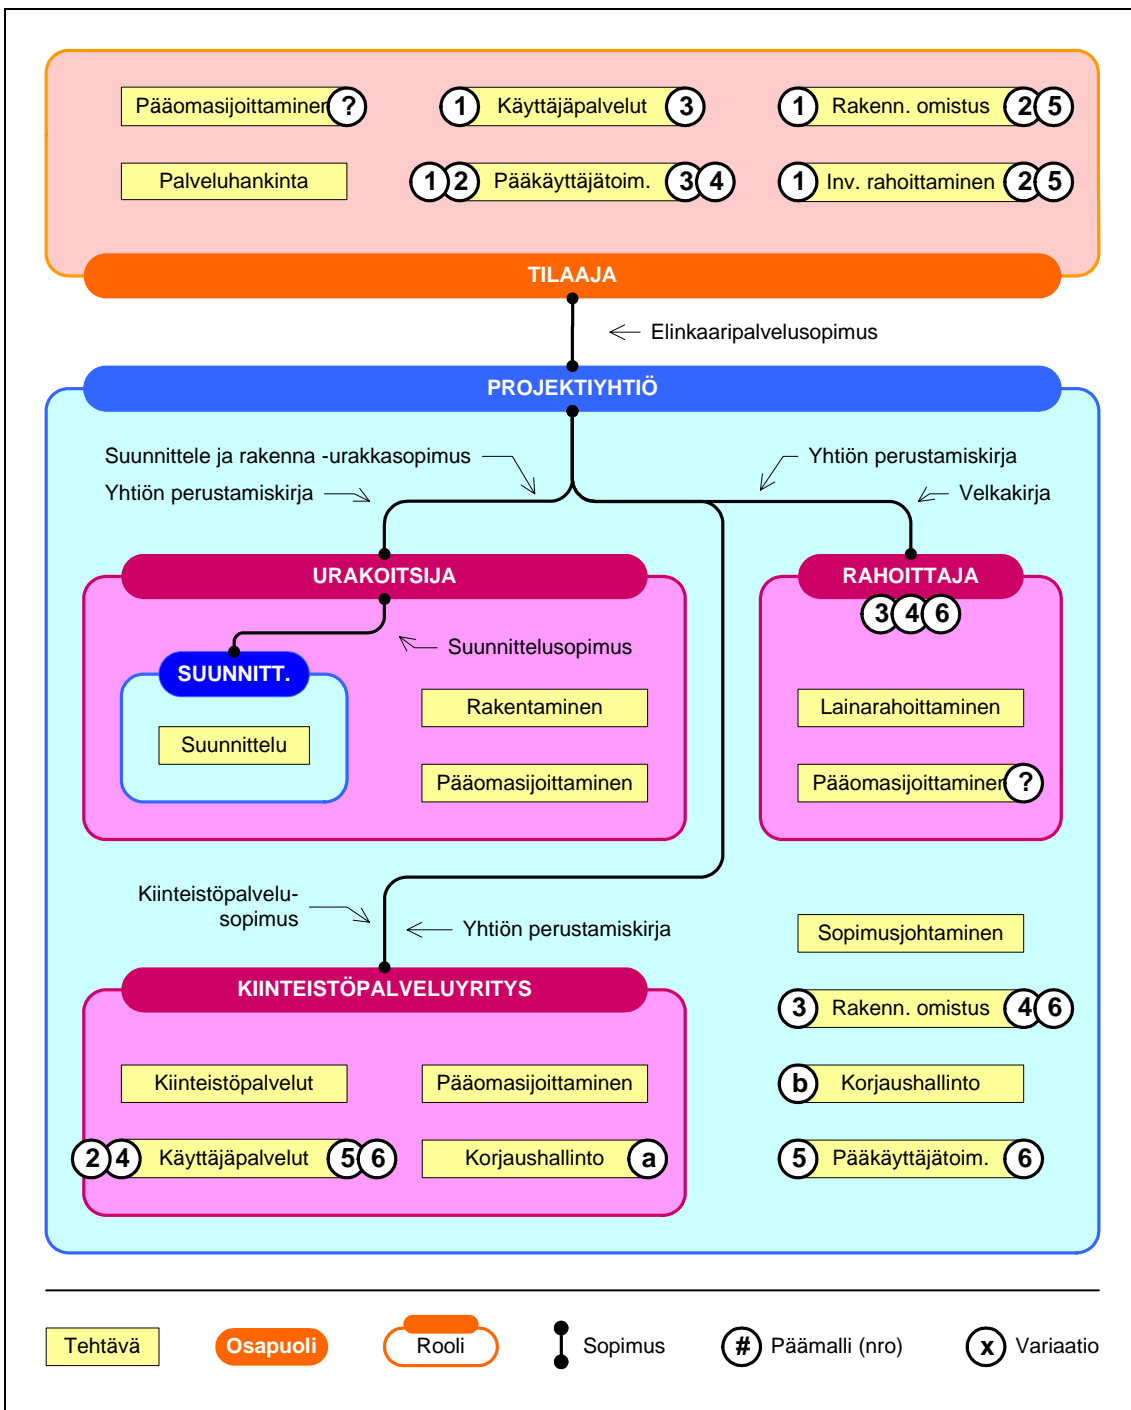 Pääomasijoittaminen ?
1 Käyttäjäpalvelut 3
1 Rakenn. omistus 2 5
Palveluhankinta
1 2 Pääkäyttäjätoim. 3 4
1 Inv. rahoittaminen 2 5
TILAAJA
Elinkaaripalvelusopimus
PROJEKTIYHTIÖ
Suunnittele ja rakenna -urakkasopimus
Yhtiön perustamiskirja
Yhtiön perustamiskirja
Velkakirja
URAKOITSIJA
RAHOITTAJA
3 4 6
Suunnittelusopimus
SUUNNITT.
Suunnittelu
Rakentaminen
Pääomasijoittaminen
Lainarahoittaminen
Pääomasijoittaminen ?
Kiinteistöpalvelu-
sopimus
Yhtiön perustamiskirja
KIINTEISTÖPALVELUYRITYS
Kiinteistöpalvelut
Pääomasijoittaminen
2 4 Käyttäjäpalvelut 5 6
Korjaushallinto a
Sopimusjohtaminen
3 Rakenn. omistus 4 6
b Korjaushallinto
5 Pääkäyttäjätoim. 6
Tehtävä
Osapuoli
Rooli
Sopimus
# Päämalli (nro)
x Variaatio